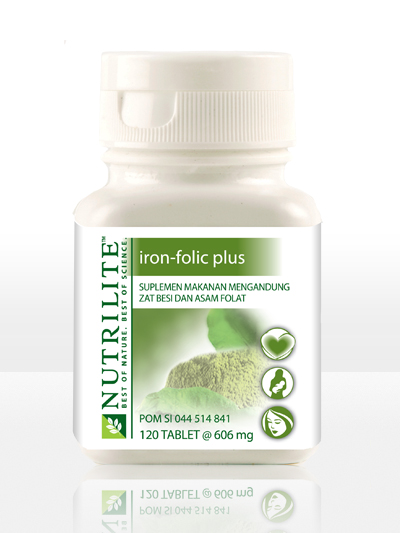 NUTRILITE™
BEST OF NATURE. BEST OF SCIENCE.
iron-folic plus
SUPLEMEN MAKANAN MENGANDUNG
ZAT BESI DAN ASAM FOLAT
POM SI 044 514 841
120 TABLET @ 606 mg